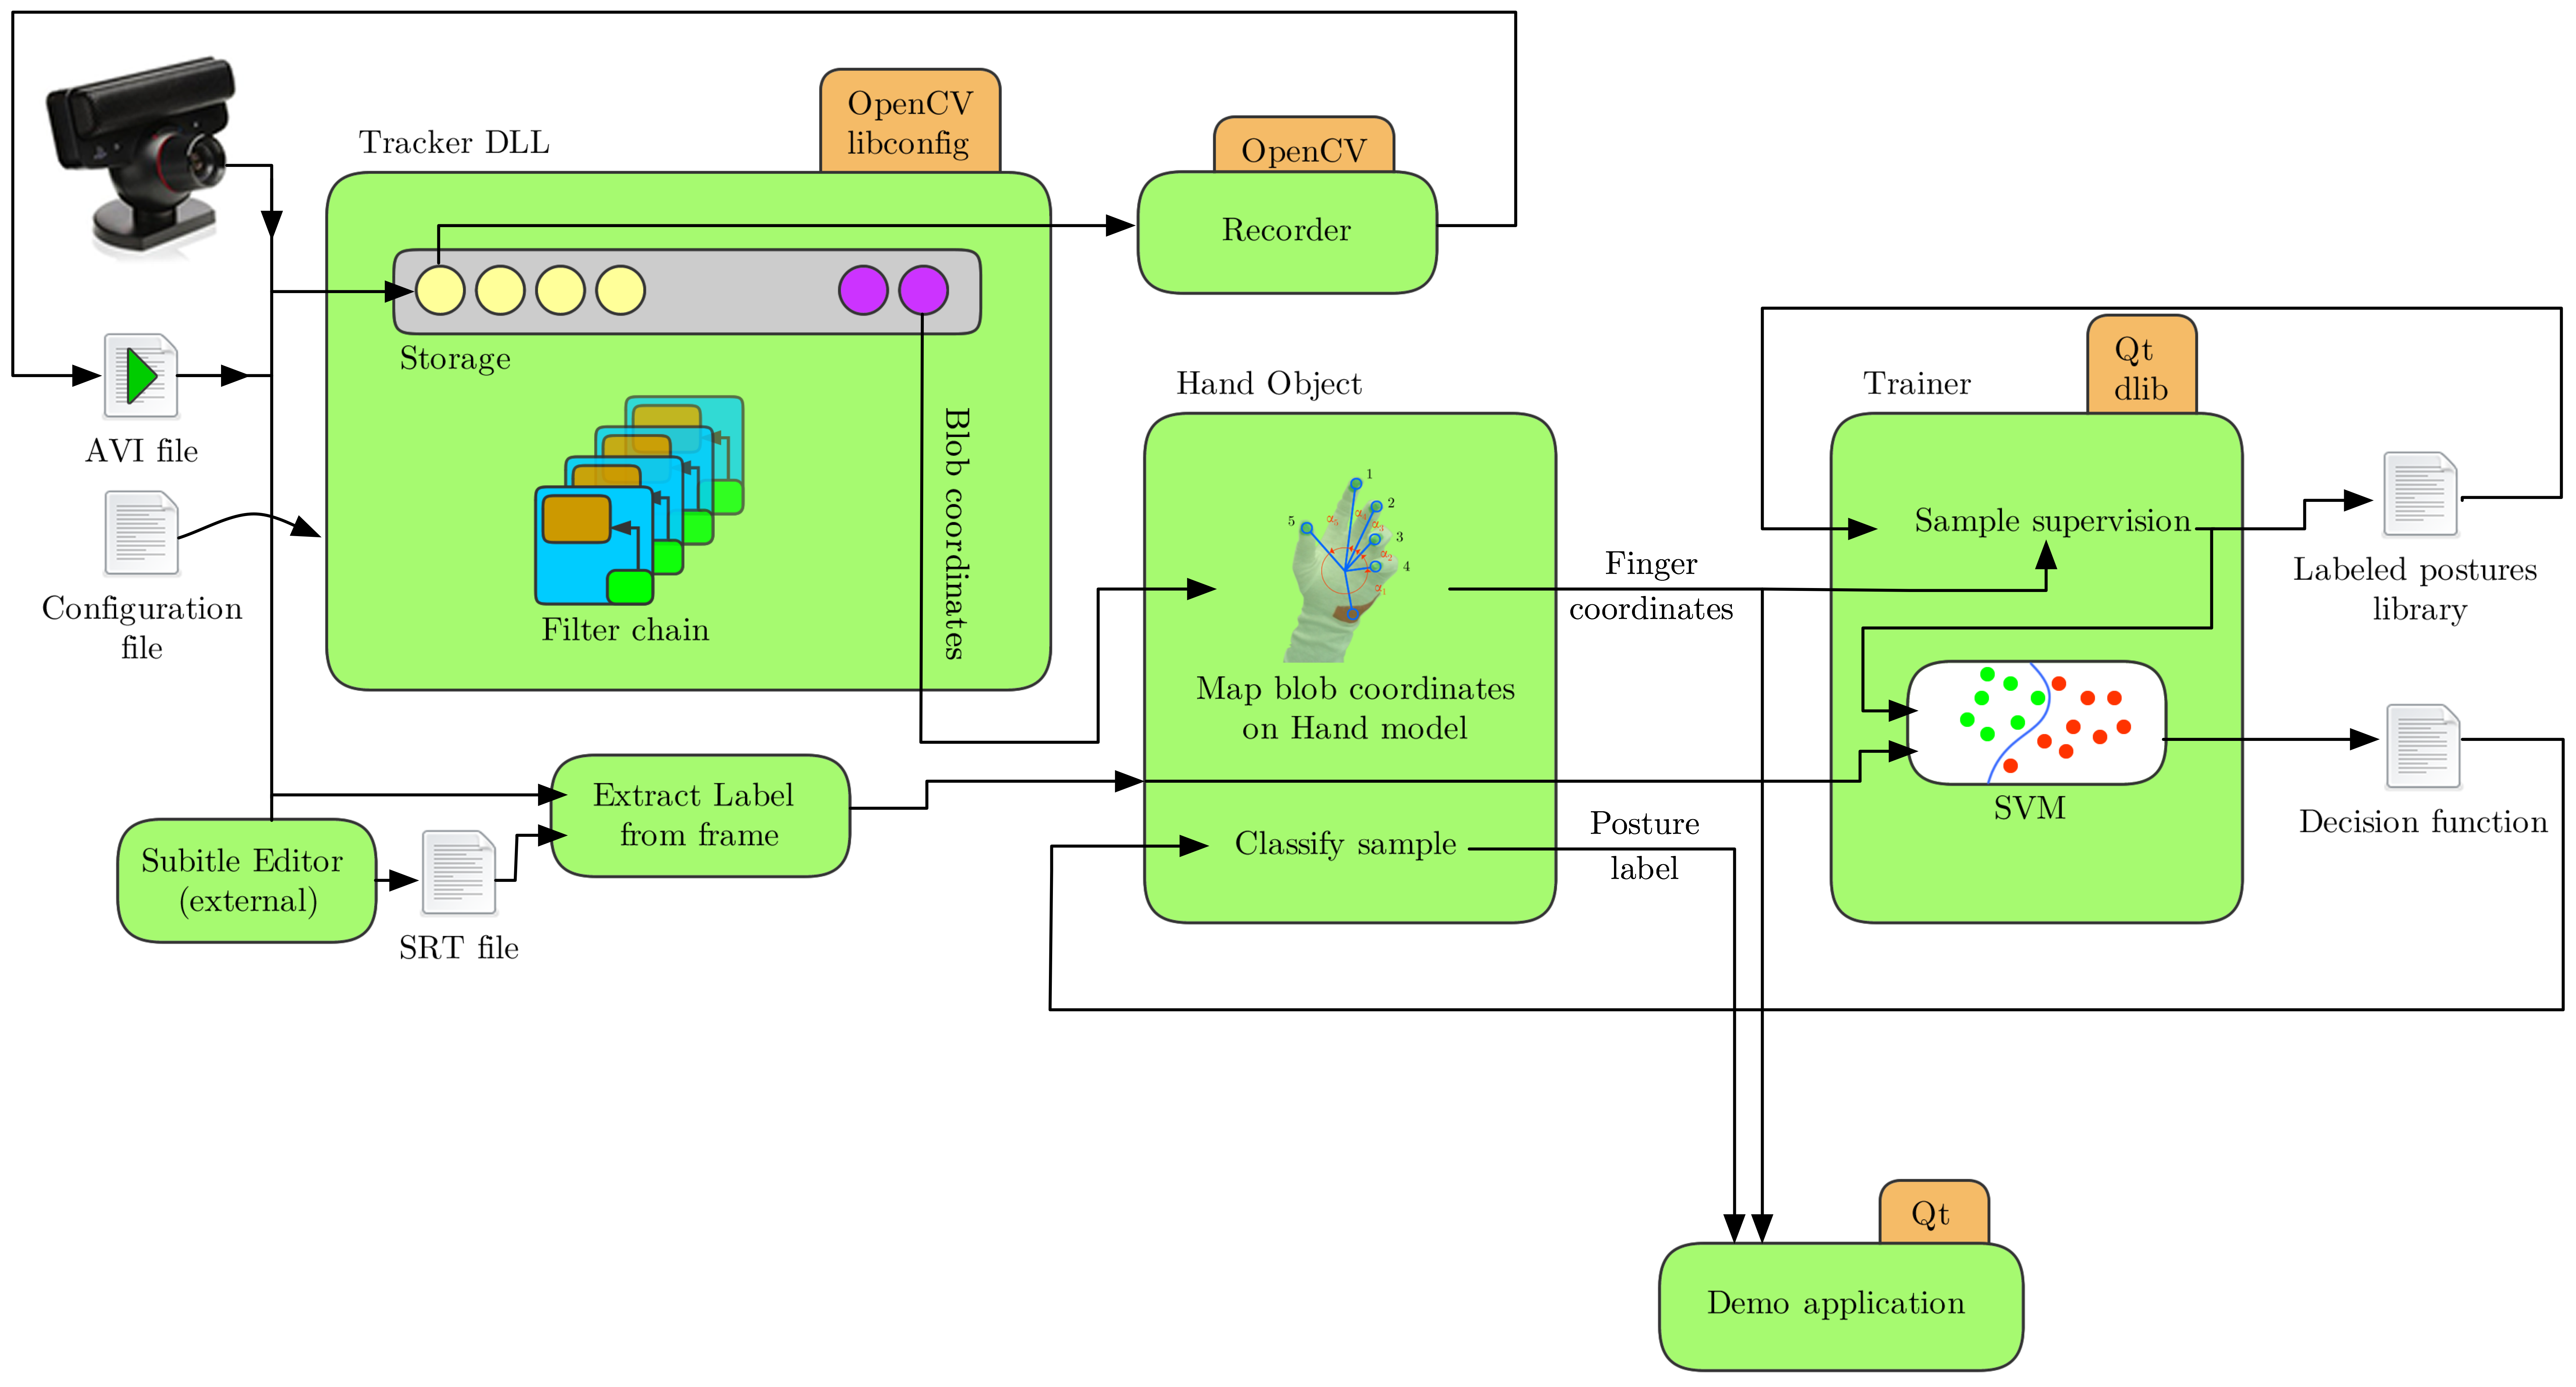 OpenCV
libconfig
Tracker DLL
OpenCV
Recorder
Storage
AVI file
Configuration
file
Filter chain
Blob coordinates
Hand Object
1
2
3
4
5
α₁
α₂
α₃
Map blob coordinates
on Hand model
Classify sample
Finger
coordinates
Posture
label
Trainer
Qt
dlib
Sample supervision
SVM
Labeled postures
library
Decision function
Extract Label
from frame
Subitle Editor
(external)
SRT file
Qt
Demo application